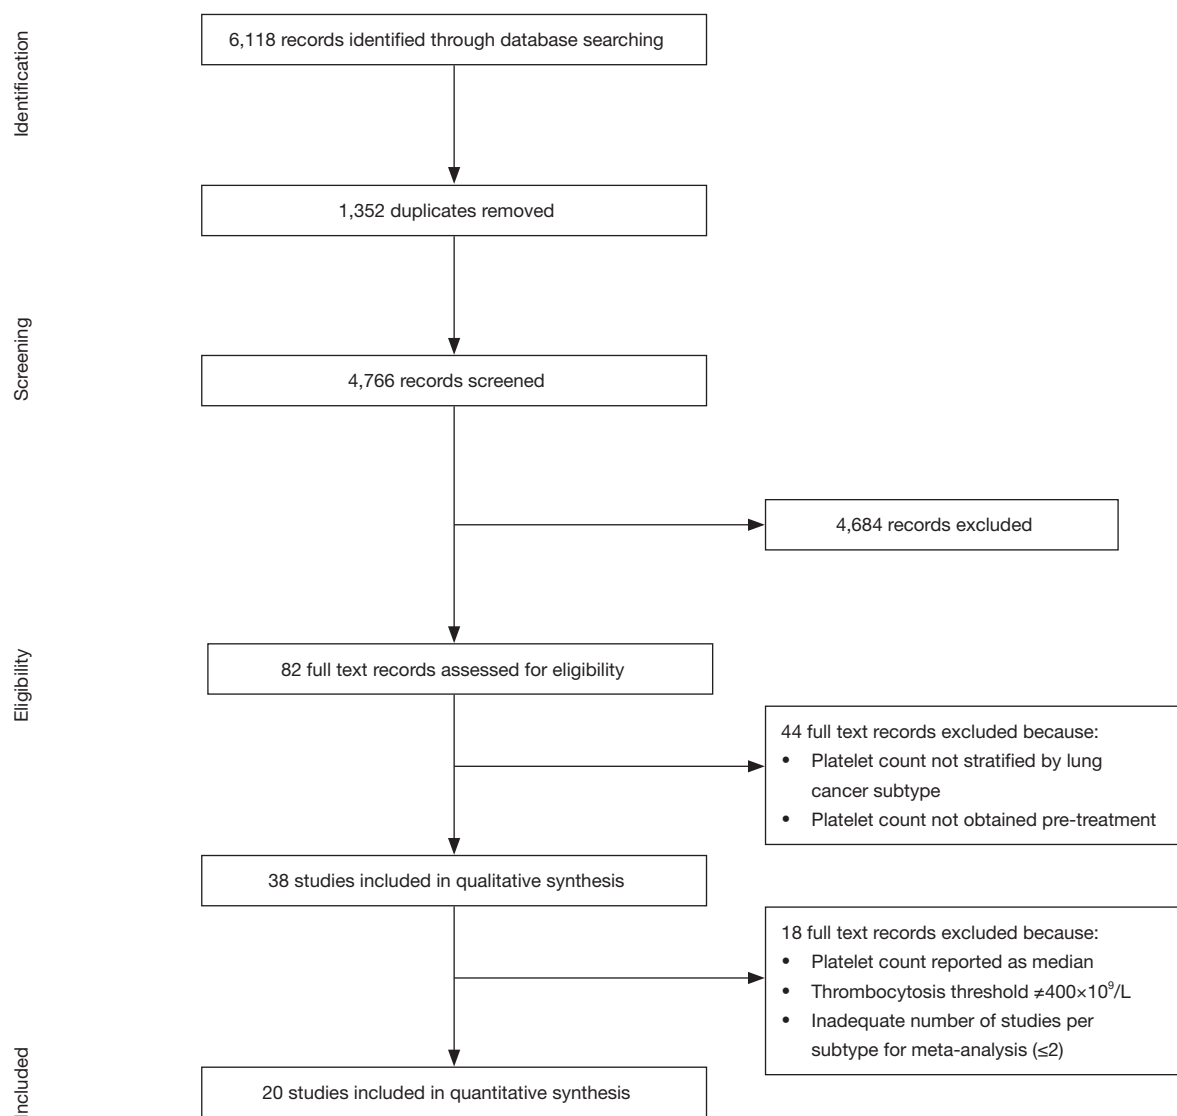 Identification
6,118 records identified through database searching
1,352 duplicates removed
Screening
4,766 records screened
4,684 records excluded
Eligibility
82 full text records assessed for eligibility
44 full text records excluded because:
• Platelet count not stratified by lung
cancer subtype
• Platelet count not obtained pre-treatment
38 studies included in qualitative synthesis
18 full text records excluded because:
• Platelet count reported as median
• Thrombocytosis threshold ≠400×10⁹/L
• Inadequate number of studies per
subtype for meta-analysis (≤2)
Included
20 studies included in quantitative synthesis